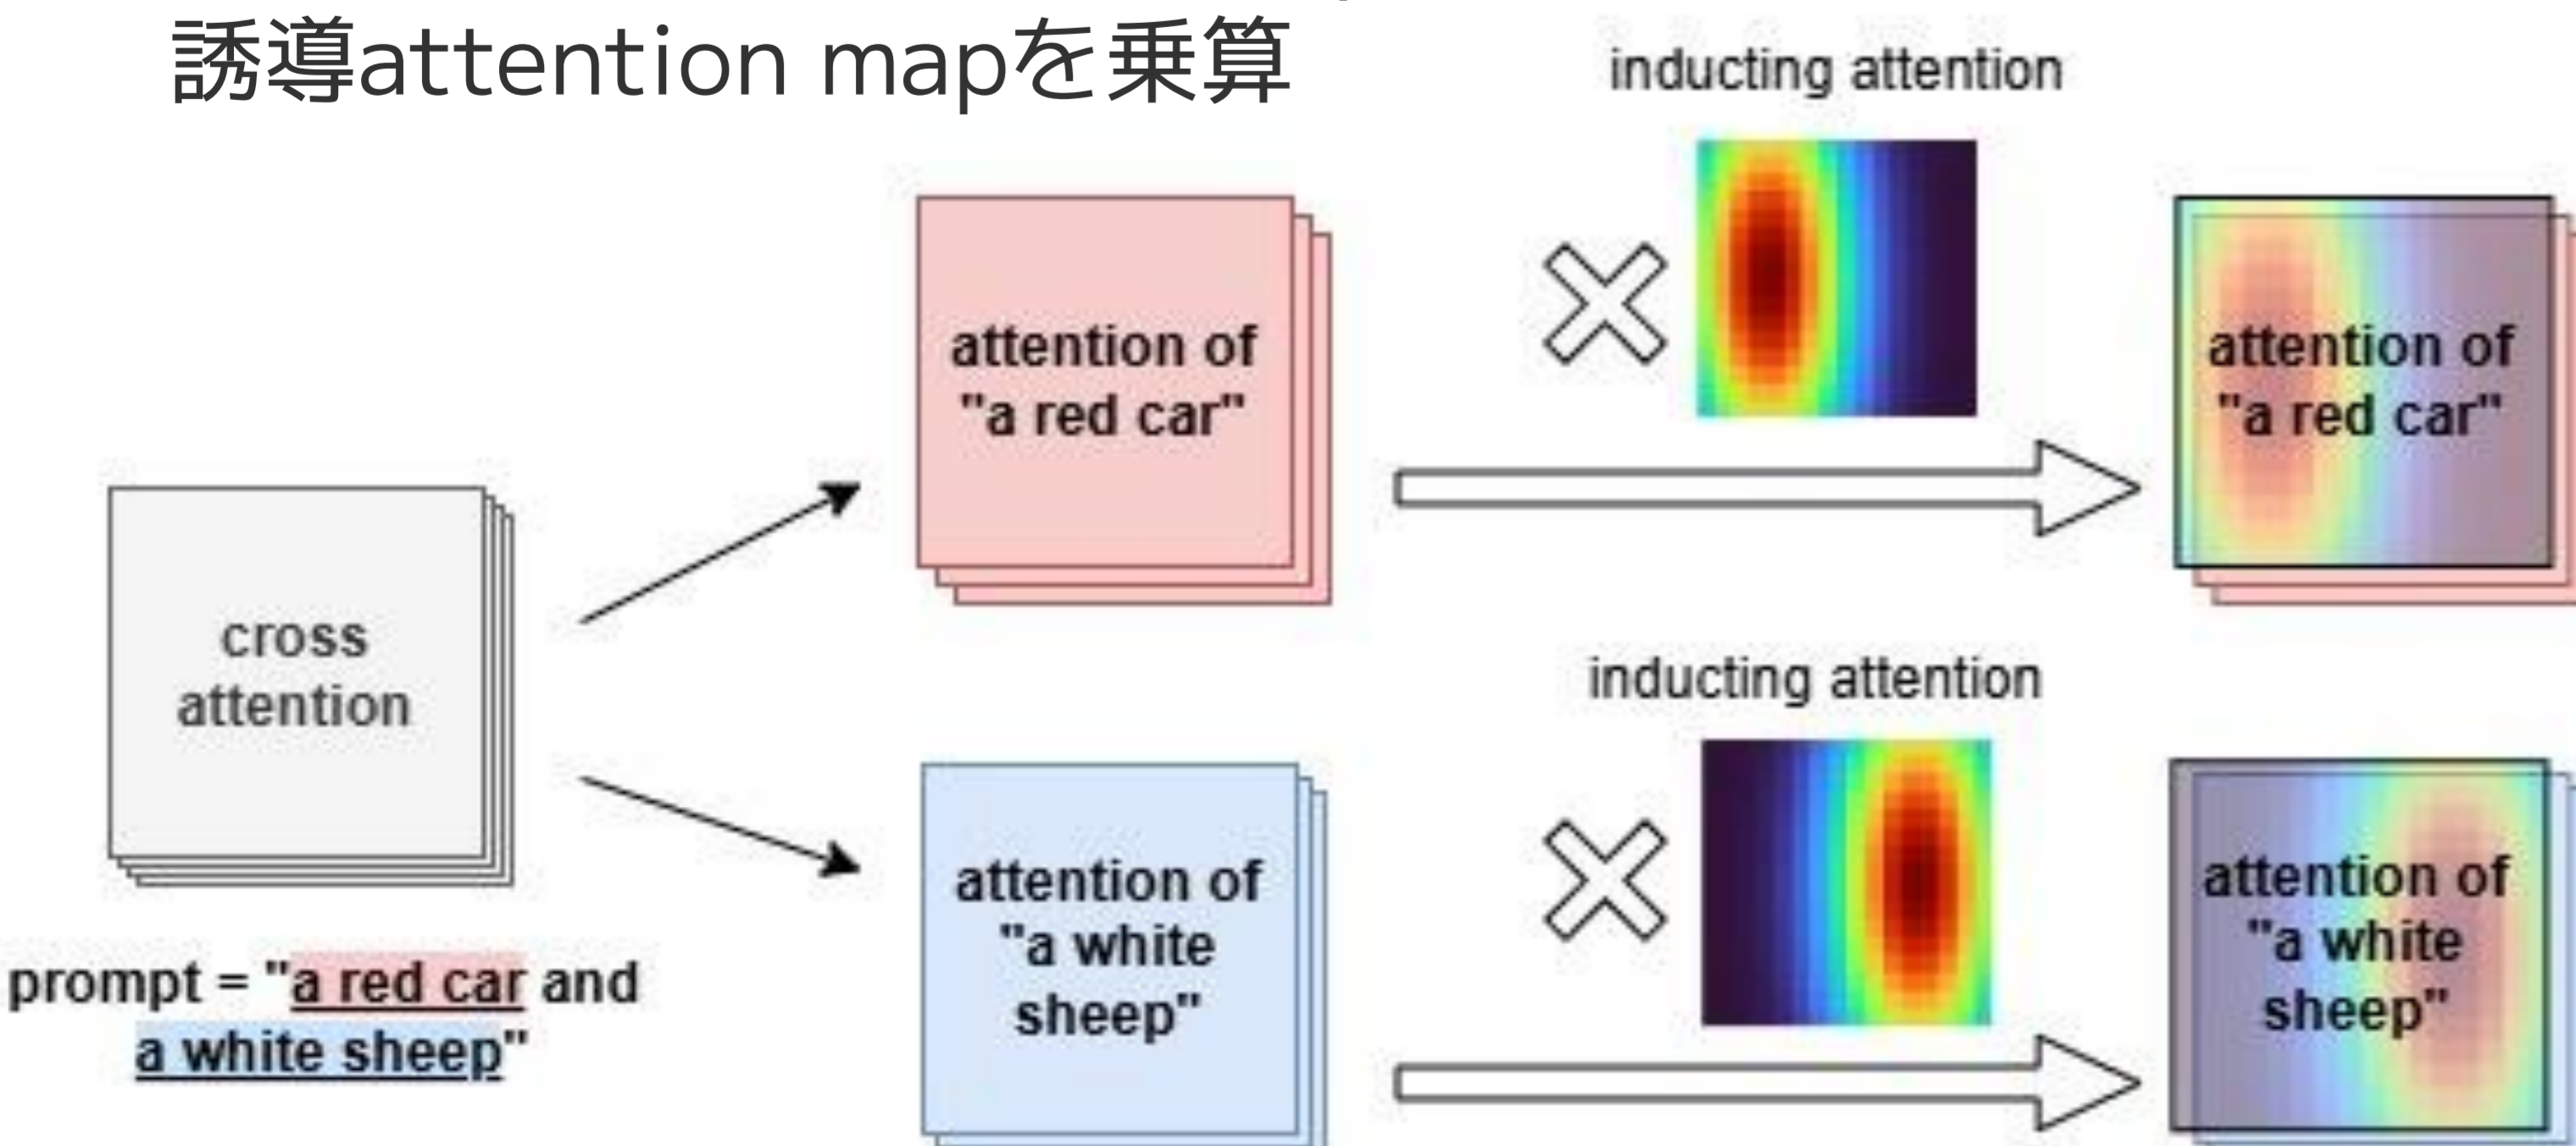 誘導attention mapを乗算
inducting attention
attention of
"a red car"
attention of
"a red car"
cross
attention
prompt = "a red car and
a white sheep"
inducting attention
attention of
"a white
sheep"
attention of
"a white
sheep"